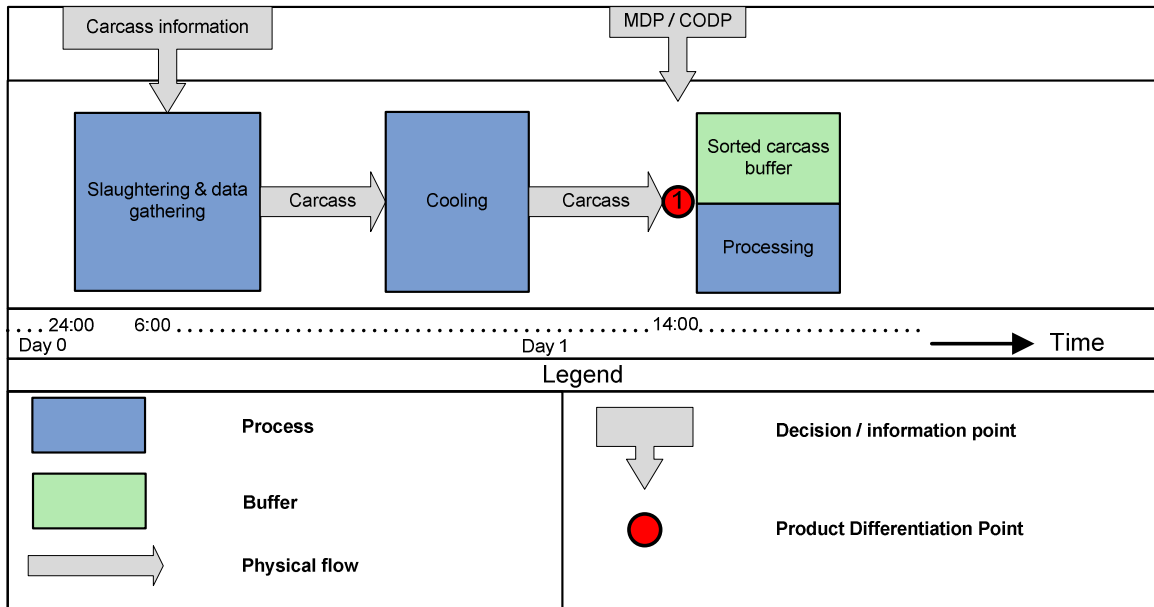 Carcass information
MDP / CODP
Slaughtering & data
gathering
Carcass
Cooling
Carcass
1
Sorted carcass
buffer
Processing
24:00
6:00
14:00
Day 0
Day 1
Time
Legend
Process
Decision / information point
Buffer
Product Differentiation Point
Physical flow